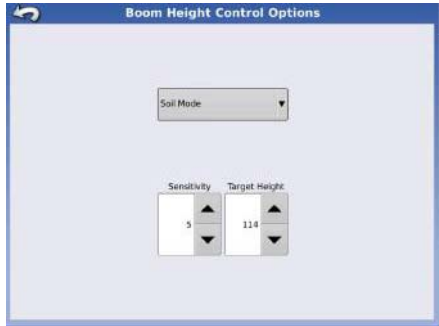 Boom Height Control Options
Soil Mode
Sensitivity Target Height
5 114